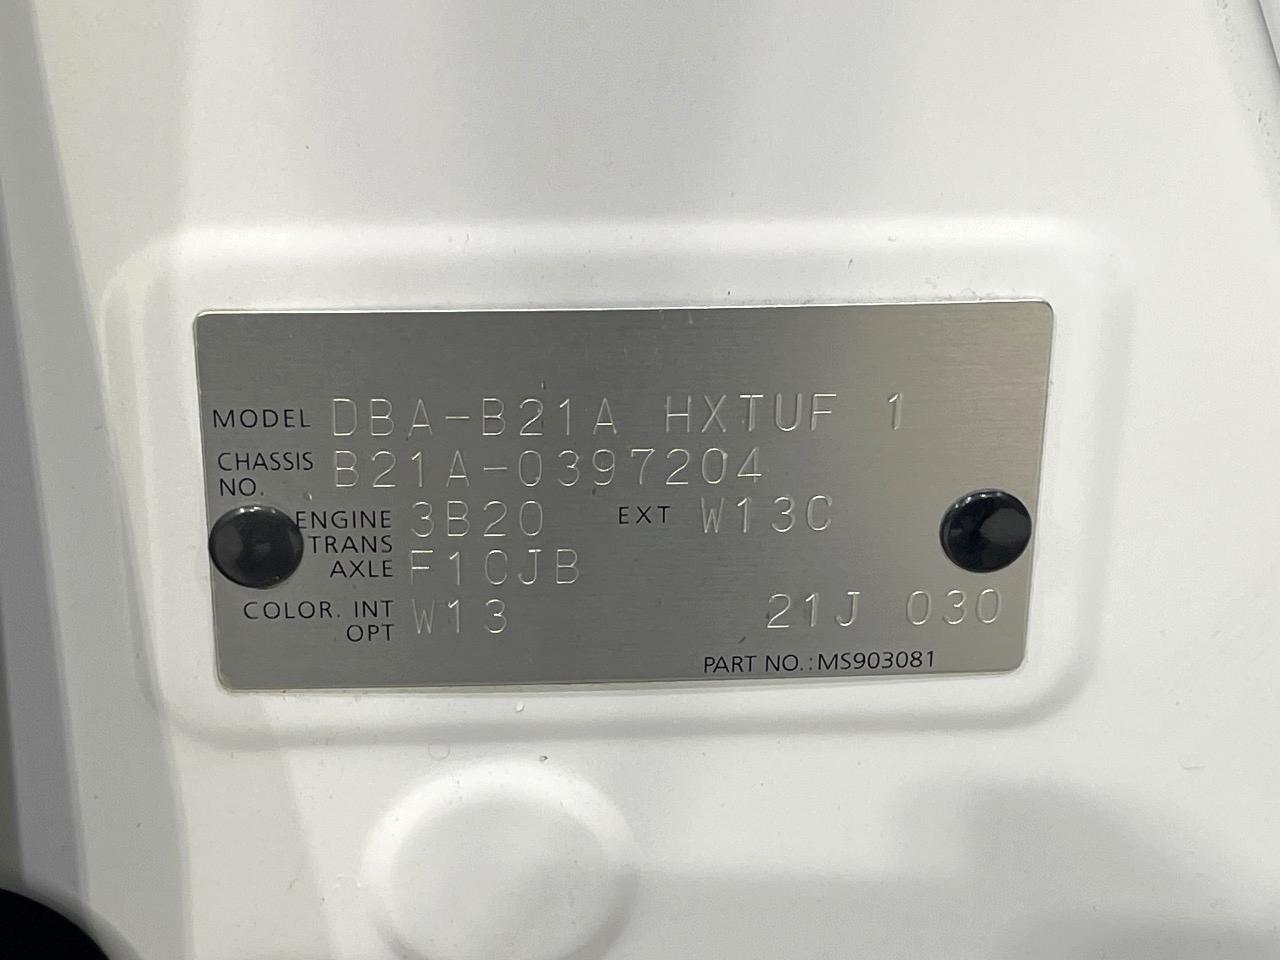 MODEL DBA-B21A HXTUF 1
CHASSIS NO. B21A-0397204
ENGINE 3B20 EXT W13C
TRANS AXLE F1CJB
COLOR. INT OPT W13 21J 030
PART NO.: MS903081